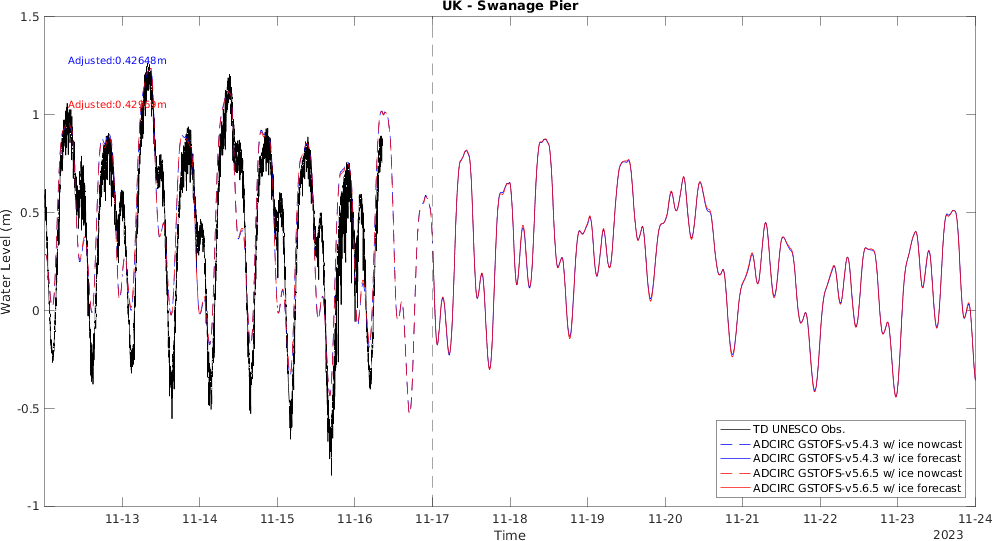 UK - Swanage Pier
1.5
1
0.5
0
-0.5
-1
Water Level (m)
Adjusted:0.42648m
Adjusted:0.42959m
TD UNESCO Obs.
ADCIRC GSTOFS-v5.4.3 w/ ice nowcast
ADCIRC GSTOFS-v5.4.3 w/ ice forecast
ADCIRC GSTOFS-v5.6.5 w/ ice nowcast
ADCIRC GSTOFS-v5.6.5 w/ ice forecast
11-13 11-14 11-15 11-16 11-17 11-18 11-19 11-20 11-21 11-22 11-23 11-24
Time
2023